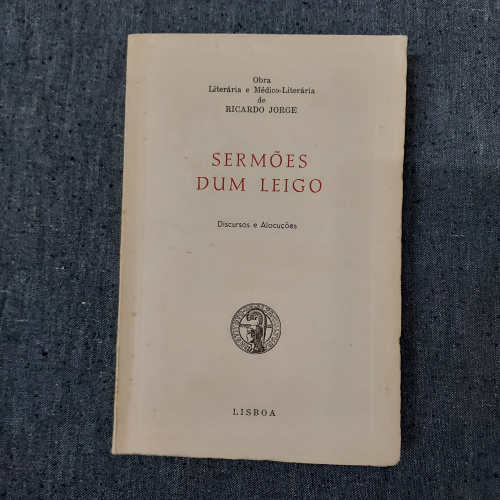 Obra
Literária e Médico-Literária
de
RICARDO JORGE
SERMÕES
DUM LEIGO
Discursos e Alocuções
LISBOA